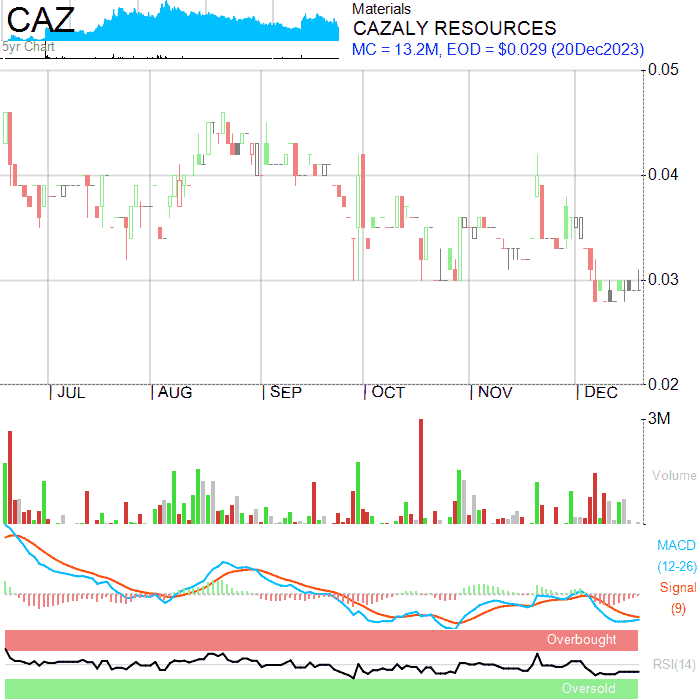 CAZ
5yr Chart
Materials
CAZALY RESOURCES
MC = 13.2M, EOD = $0.029 (20Dec2023)
0.05
0.04
0.03
0.02
JUL AUG SEP OCT NOV DEC
3M
Volume
MACD
(12-26)
Signal
(9)
Overbought
RSI(14)
Oversold